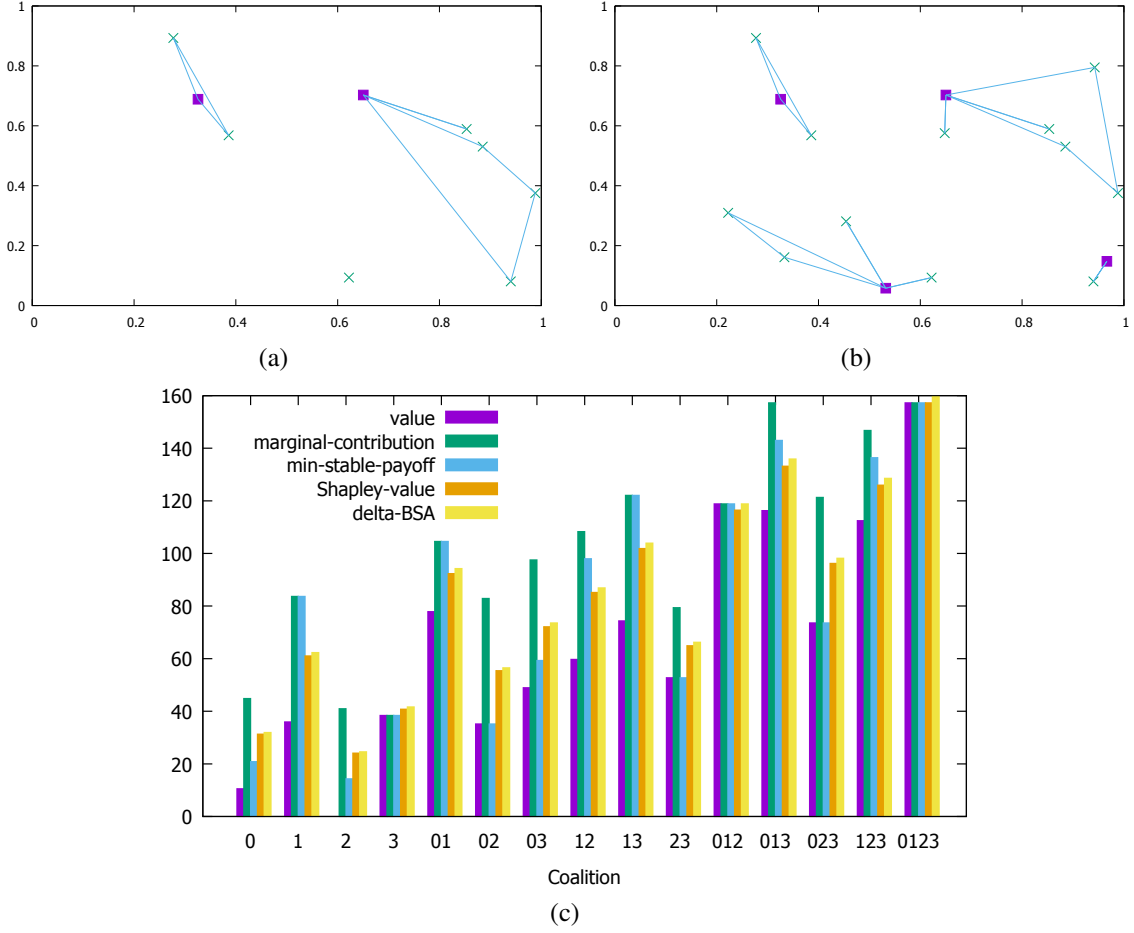 1
0.8
0.6
0.4
0.2
0
0 0.2 0.4 0.6 0.8 1
(a)
1
0.8
0.6
0.4
0.2
0
0 0.2 0.4 0.6 0.8 1
(b)
160
140
120
100
80
60
40
20
0
value
marginal-contribution
min-stable-payoff
Shapley-value
delta-BSA
0 1 2 3 01 02 03 12 13 23 012 013 023 123 0123
Coalition
(c)